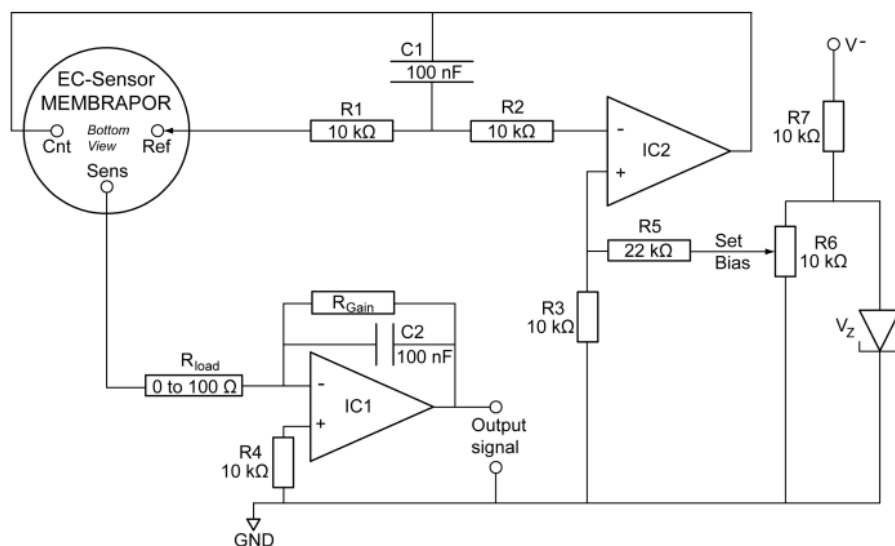 C1
100 nF
V-
EC-Sensor
MEMBRAPOR
Bottom
View
Cnt
Ref
Sens
R1
10 kΩ
R2
10 kΩ
-
+
IC2
R7
10 kΩ
R5
22 kΩ
Set
Bias
R6
10 kΩ
R3
10 kΩ
VZ
RGain
C2
100 nF
Rload
0 to 100 Ω
-
+
IC1
R4
10 kΩ
Output
signal
GND